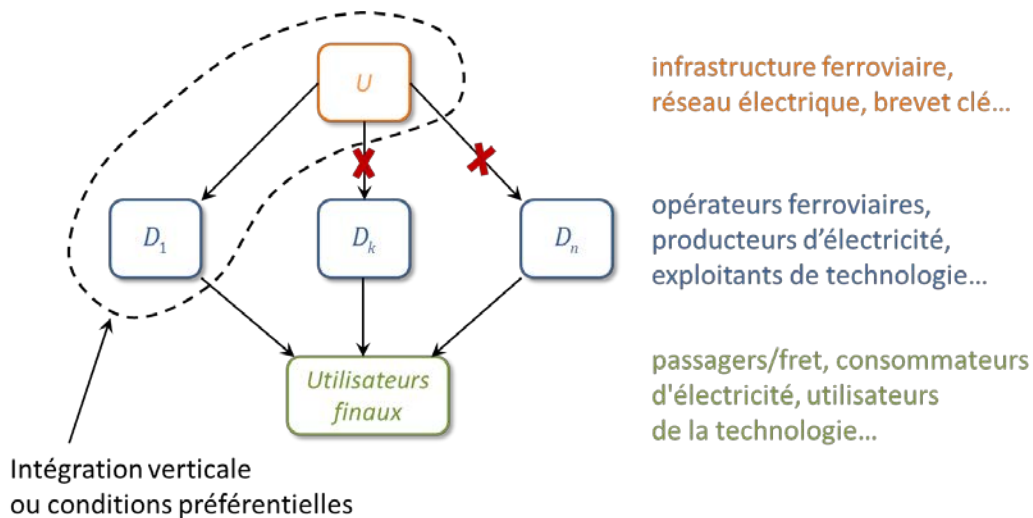 U
infrastructure ferroviaire,
réseau électrique, brevet clé…
D1
Dk
Dn
opérateurs ferroviaires,
producteurs d’électricité,
exploitants de technologie…
Utilisateurs
finaux
passagers/fret, consommateurs
d'électricité, utilisateurs
de la technologie…
Intégration verticale
ou conditions préférentielles